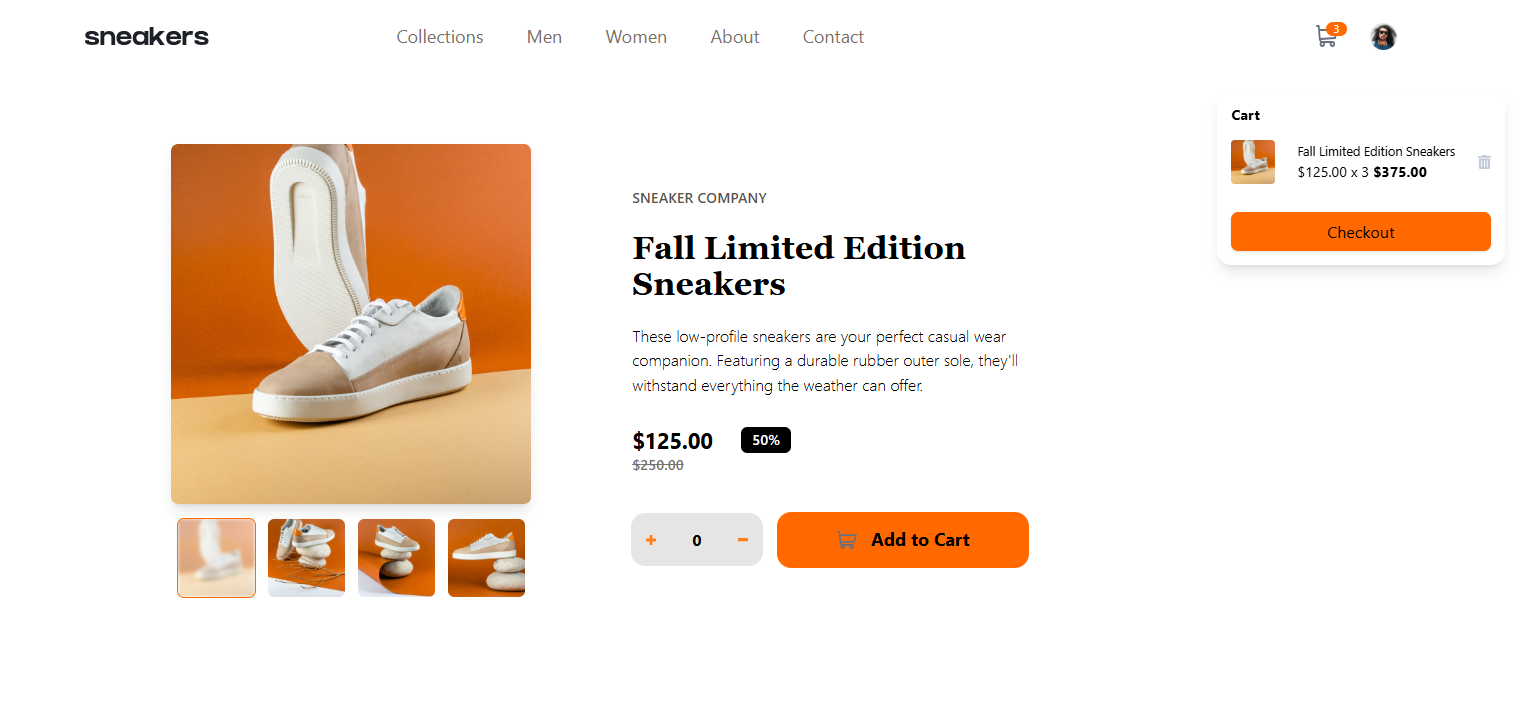 sneakers
Collections
Men
Women
About
Contact
3
Cart
Fall Limited Edition Sneakers
$125.00 x 3 $375.00
Checkout
SNEAKER COMPANY
Fall Limited Edition
Sneakers
These low-profile sneakers are your perfect casual wear
companion. Featuring a durable rubber outer sole, they'll
withstand everything the weather can offer.
$125.00
50%
$250.00
+ 0 −
Add to Cart